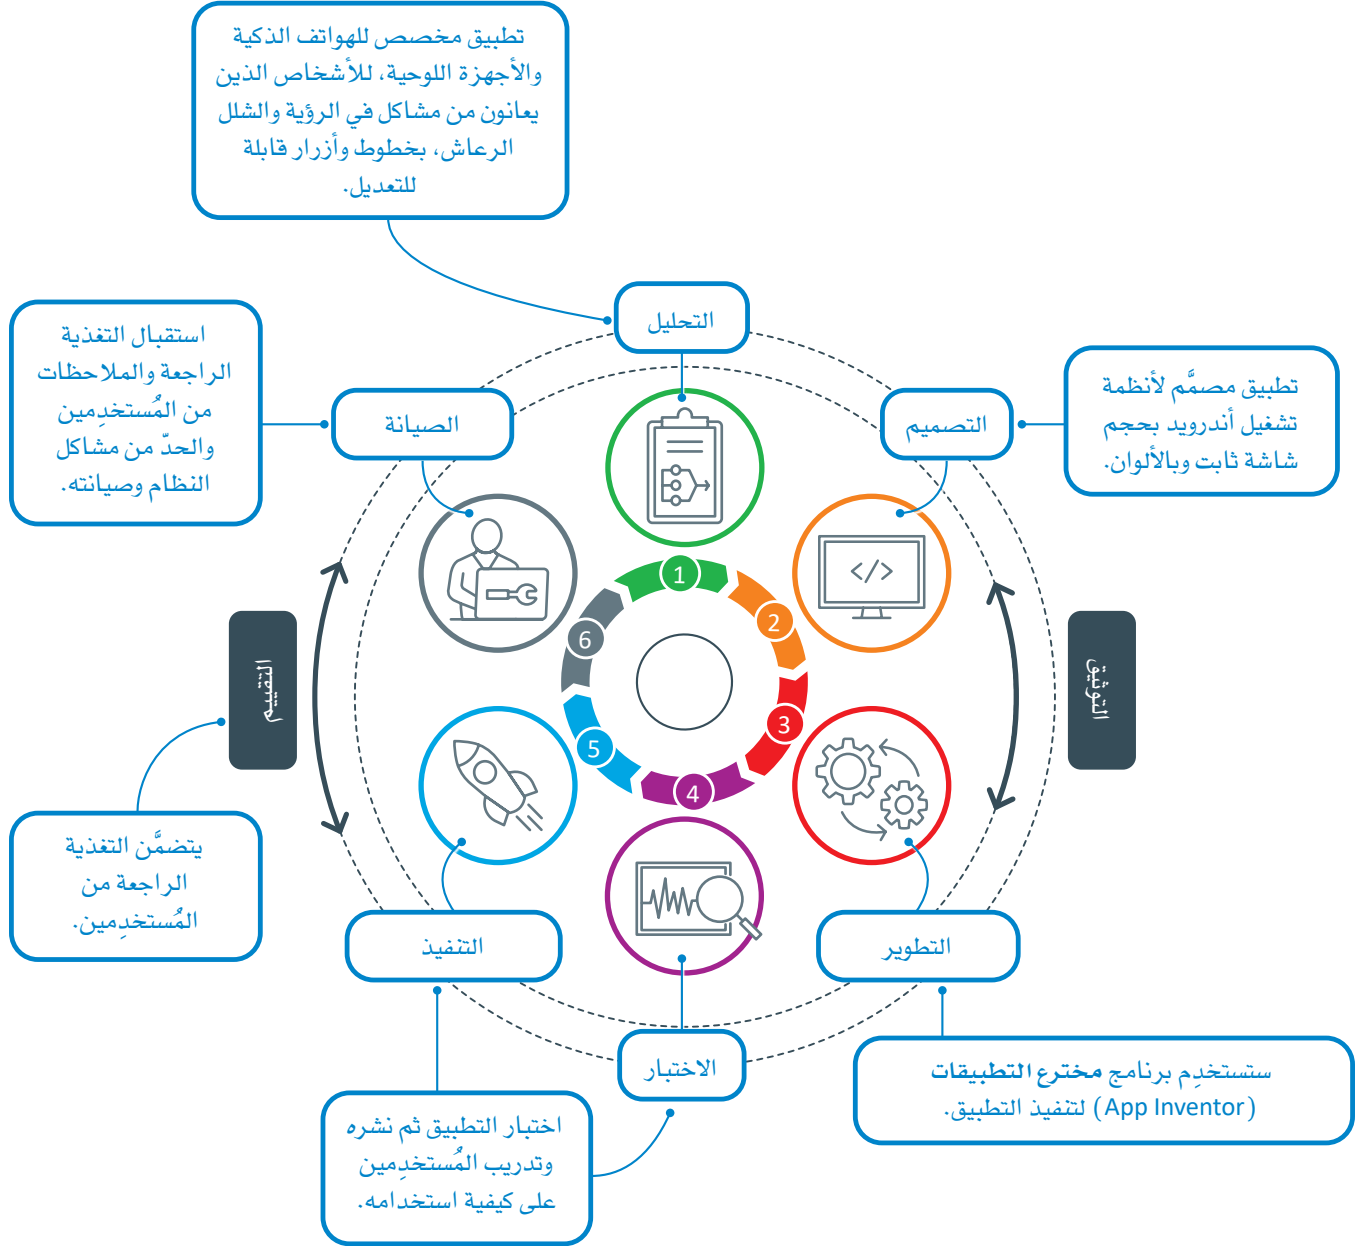 تطبيق مخصص للهواتف الذكية
والأجهزة اللوحية، للأشخاص الذين
يعانون من مشاكل في الرؤية والشلل
الرعاش، بخطوط وأزرار قابلة
للتعديل.
التحليل
تطبيق مصمَّم لأنظمة
تشغيل أندرويد بحجم
شاشة ثابت وبالألوان.
التصميم
الصيانة
استقبال التغذية
الراجعة والملاحظات
من المُستخدِمين
والحدّ من مشاكل
النظام وصيانته.
</>
1
2
3
4
5
6
التوثيق
التقييم
يتضمَّن التغذية
الراجعة من
المُستخدِمين.
التطوير
التنفيذ
الاختبار
ستستخدِم برنامج مخترع التطبيقات
(App Inventor) لتنفيذ التطبيق.
اختبار التطبيق ثم نشره
وتدريب المُستخدِمين
على كيفية استخدامه.